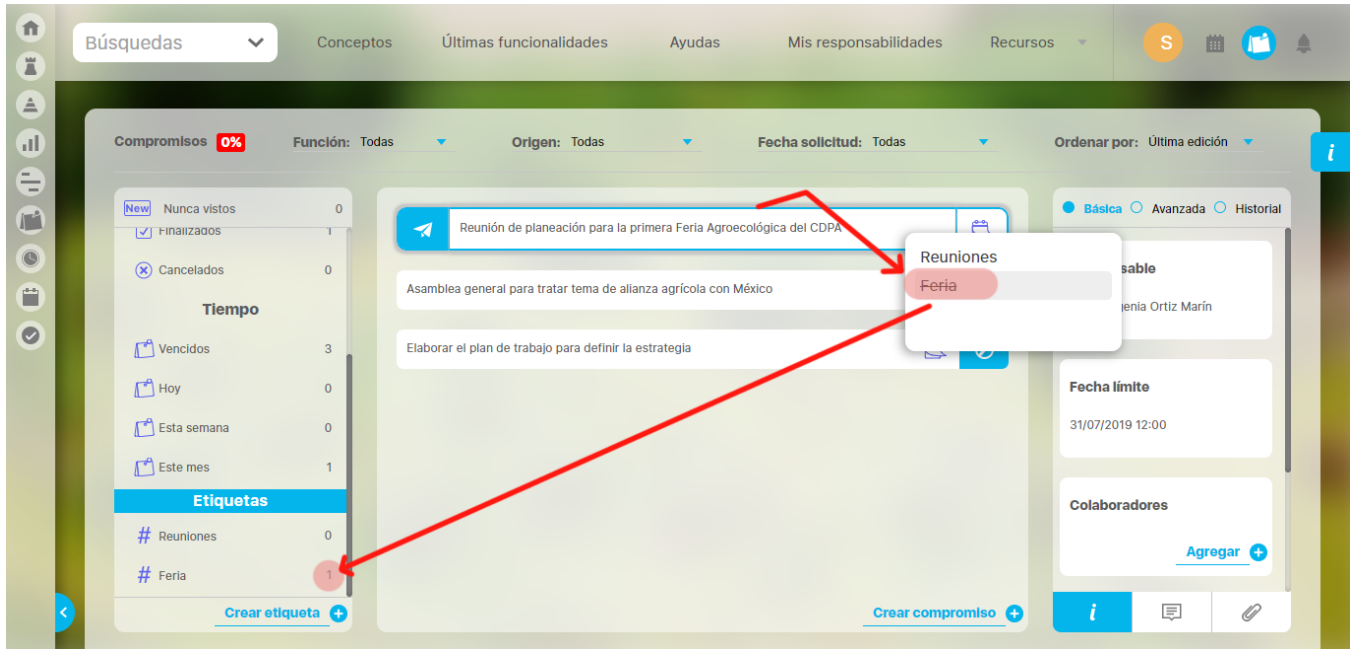 Búsquedas
Conceptos
Últimas funcionalidades
Ayudas
Mis responsabilidades
Recursos
S
Compromisos 0%
Función: Todas
Origen: Todas
Fecha solicitud: Todas
Ordenar por: Última edición
i
New Nunca vistos 0
Finalizados 1
Cancelados 0
Tiempo
Vencidos 3
Hoy 0
Esta semana 0
Este mes 1
Etiquetas
# Reuniones 0
# Feria 1
Crear etiqueta
Reunión de planeación para la primera Feria Agroecológica del CDPA
Asamblea general para tratar tema de alianza agrícola con México
Elaborar el plan de trabajo para definir la estrategia
Reuniones
Feria
Crear compromiso
Básica Avanzada Historial
sable
enia Ortiz Marín
Fecha límite
31/07/2019 12:00
Colaboradores
Agregar
i